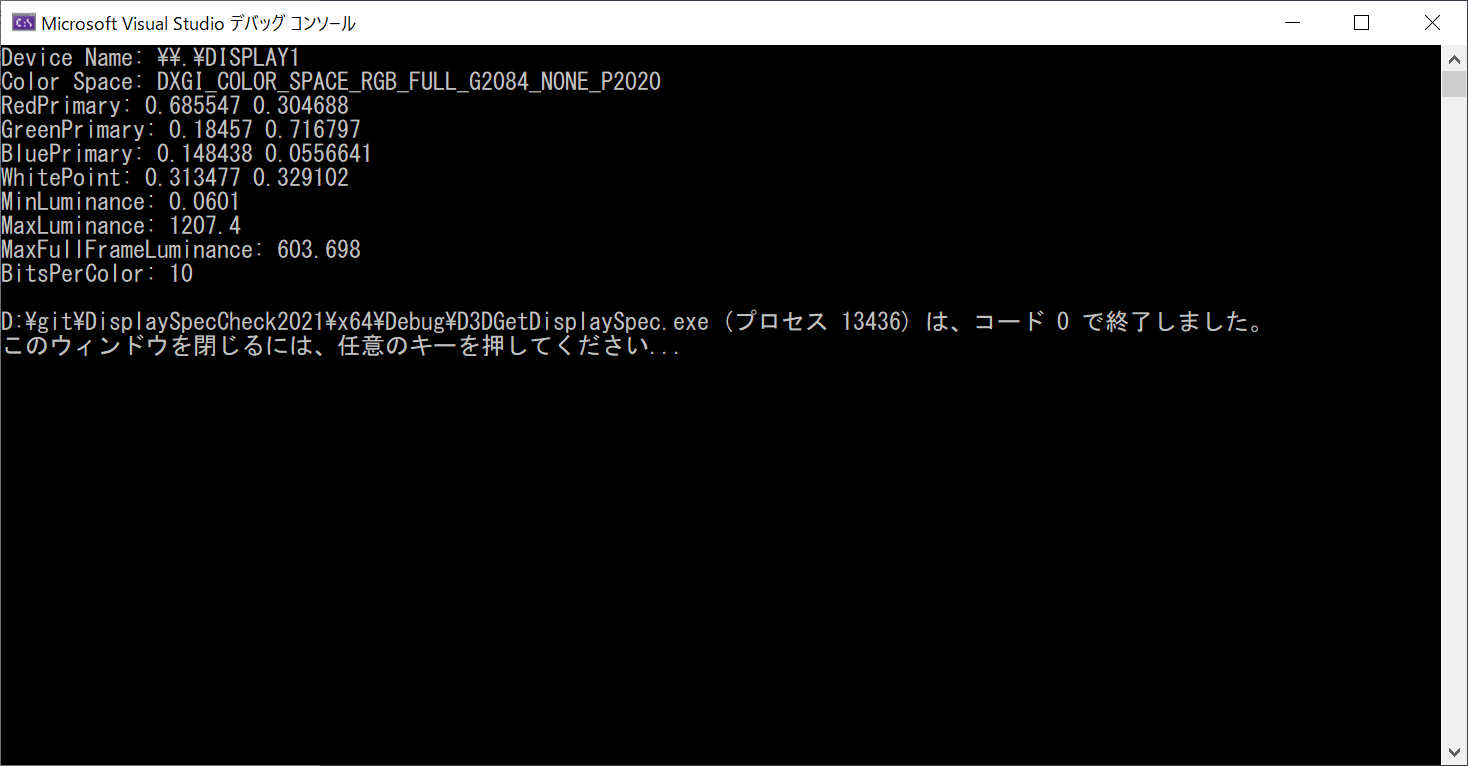 Microsoft Visual Studio デバッグ コンソール
Device Name: ¥¥.¥DISPLAY1
Color Space: DXGI_COLOR_SPACE_RGB_FULL_G2084_NONE_P2020
RedPrimary: 0.685547 0.304688
GreenPrimary: 0.18457 0.716797
BluePrimary: 0.148438 0.0556641
WhitePoint: 0.313477 0.329102
MinLuminance: 0.0601
MaxLuminance: 1207.4
MaxFullFrameLuminance: 603.698
BitsPerColor: 10
D:¥git¥DisplaySpecCheck2021¥x64¥Debug¥D3DGetDisplaySpec.exe (プロセス 13436) は、コード 0 で終了しました。
このウィンドウを閉じるには、任意のキーを押してください...